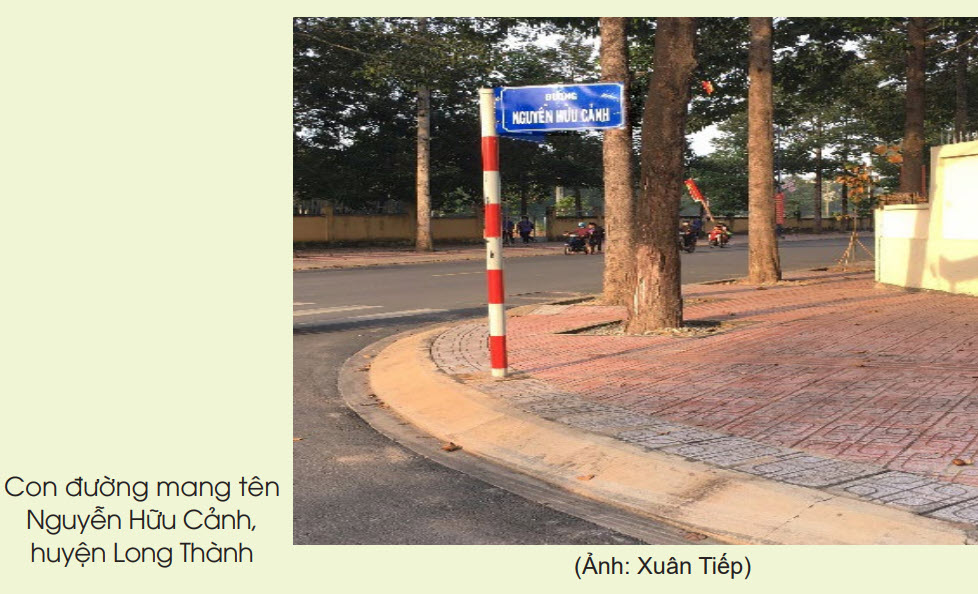 ĐƯỜNG
NGUYỄN HỮU CẢNH
Con đường mang tên
Nguyễn Hữu Cảnh,
huyện Long Thành
(Ảnh: Xuân Tiếp)